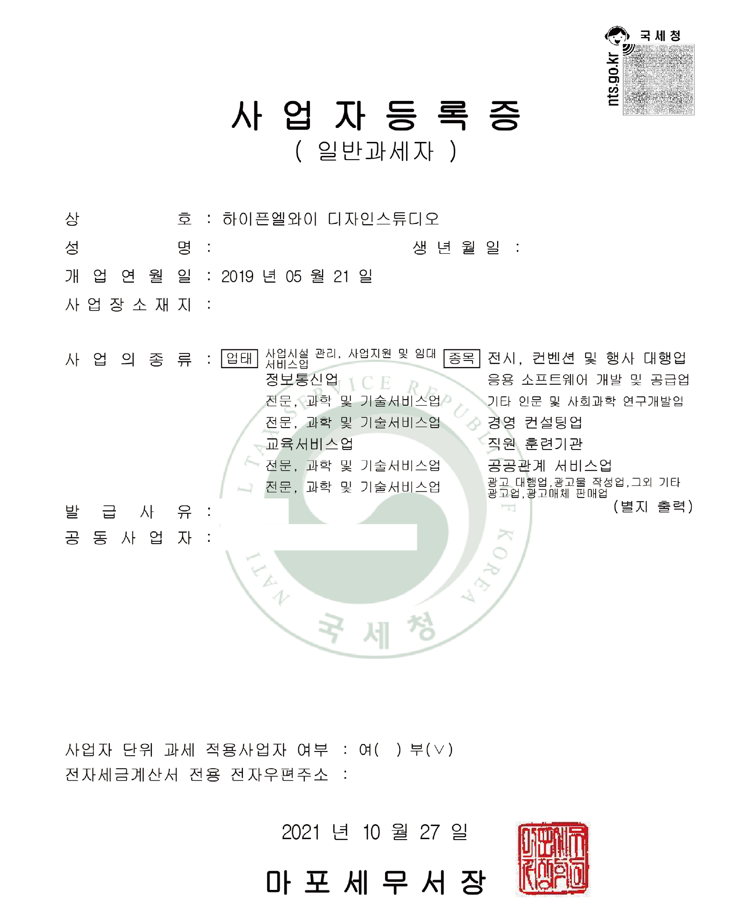 국세청
nts.go.kr
사업자등록증
( 일반과세자 )
상 호 : 하이픈엘와이 디자인스튜디오
성 명 : 생 년 월 일 :
개 업 연 월 일 : 2019 년 05 월 21 일
사 업 장 소 재 지 :
사 업 의 종 류 : 업태 사업시설 관리, 사업지원 및 임대 종목 전시, 컨벤션 및 행사 대행업
서비스업
정보통신업 응용 소프트웨어 개발 및 공급업
전문, 과학 및 기술서비스업 기타 인문 및 사회과학 연구개발업
전문, 과학 및 기술서비스업 경영 컨설팅업
교육서비스업 직원 훈련기관
전문, 과학 및 기술서비스업 공공관계 서비스업
전문, 과학 및 기술서비스업 광고 대행업,광고물 작성업,그외 기타
광고업,광고매체 판매업
(별지 출력)
발 급 사 유 :
공 동 사 업 자 :
NATI L TAX SERVICE REPUBLIC OF KOREA
국세청
사업자 단위 과세 적용사업자 여부 : 여( ) 부(∨)
전자세금계산서 전용 전자우편주소 :
2021 년 10 월 27 일
마포세무서장